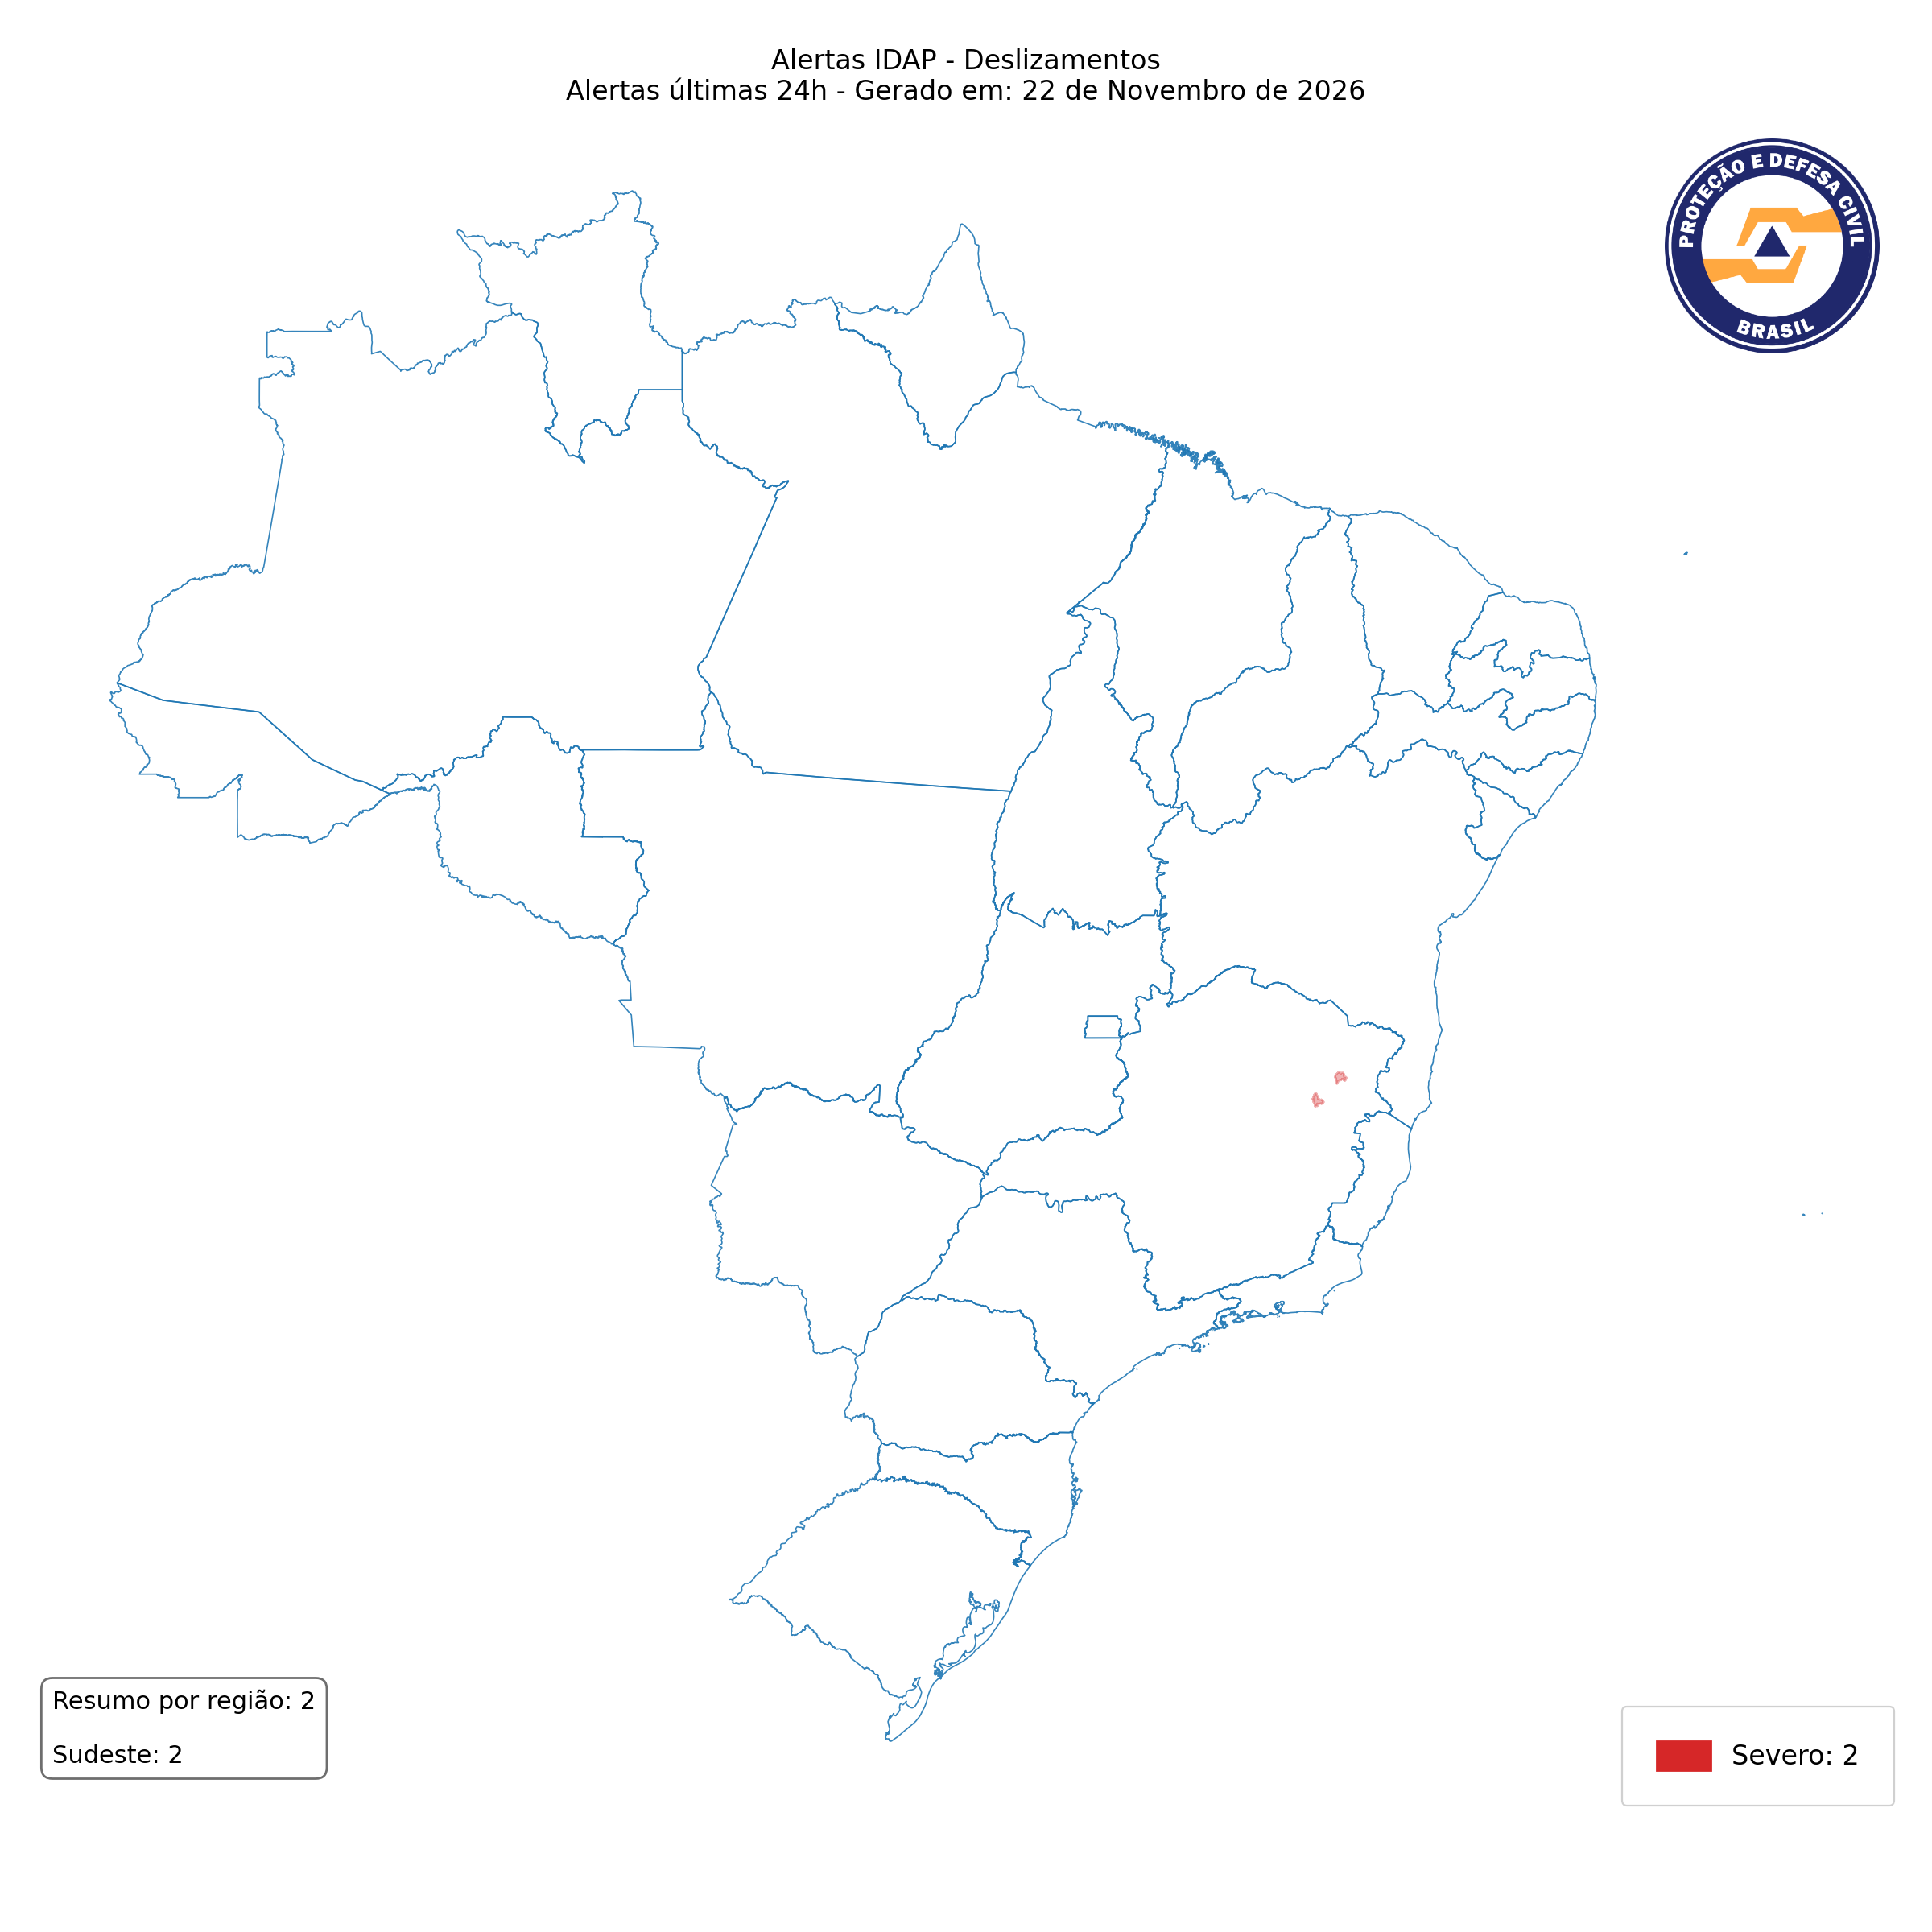 Alertas IDAP - Deslizamentos
Alertas últimas 24h - Gerado em: 22 de Novembro de 2026
PROTEÇÃO E DEFESA CIVIL
BRASIL
Resumo por região: 2
Sudeste: 2
Severo: 2